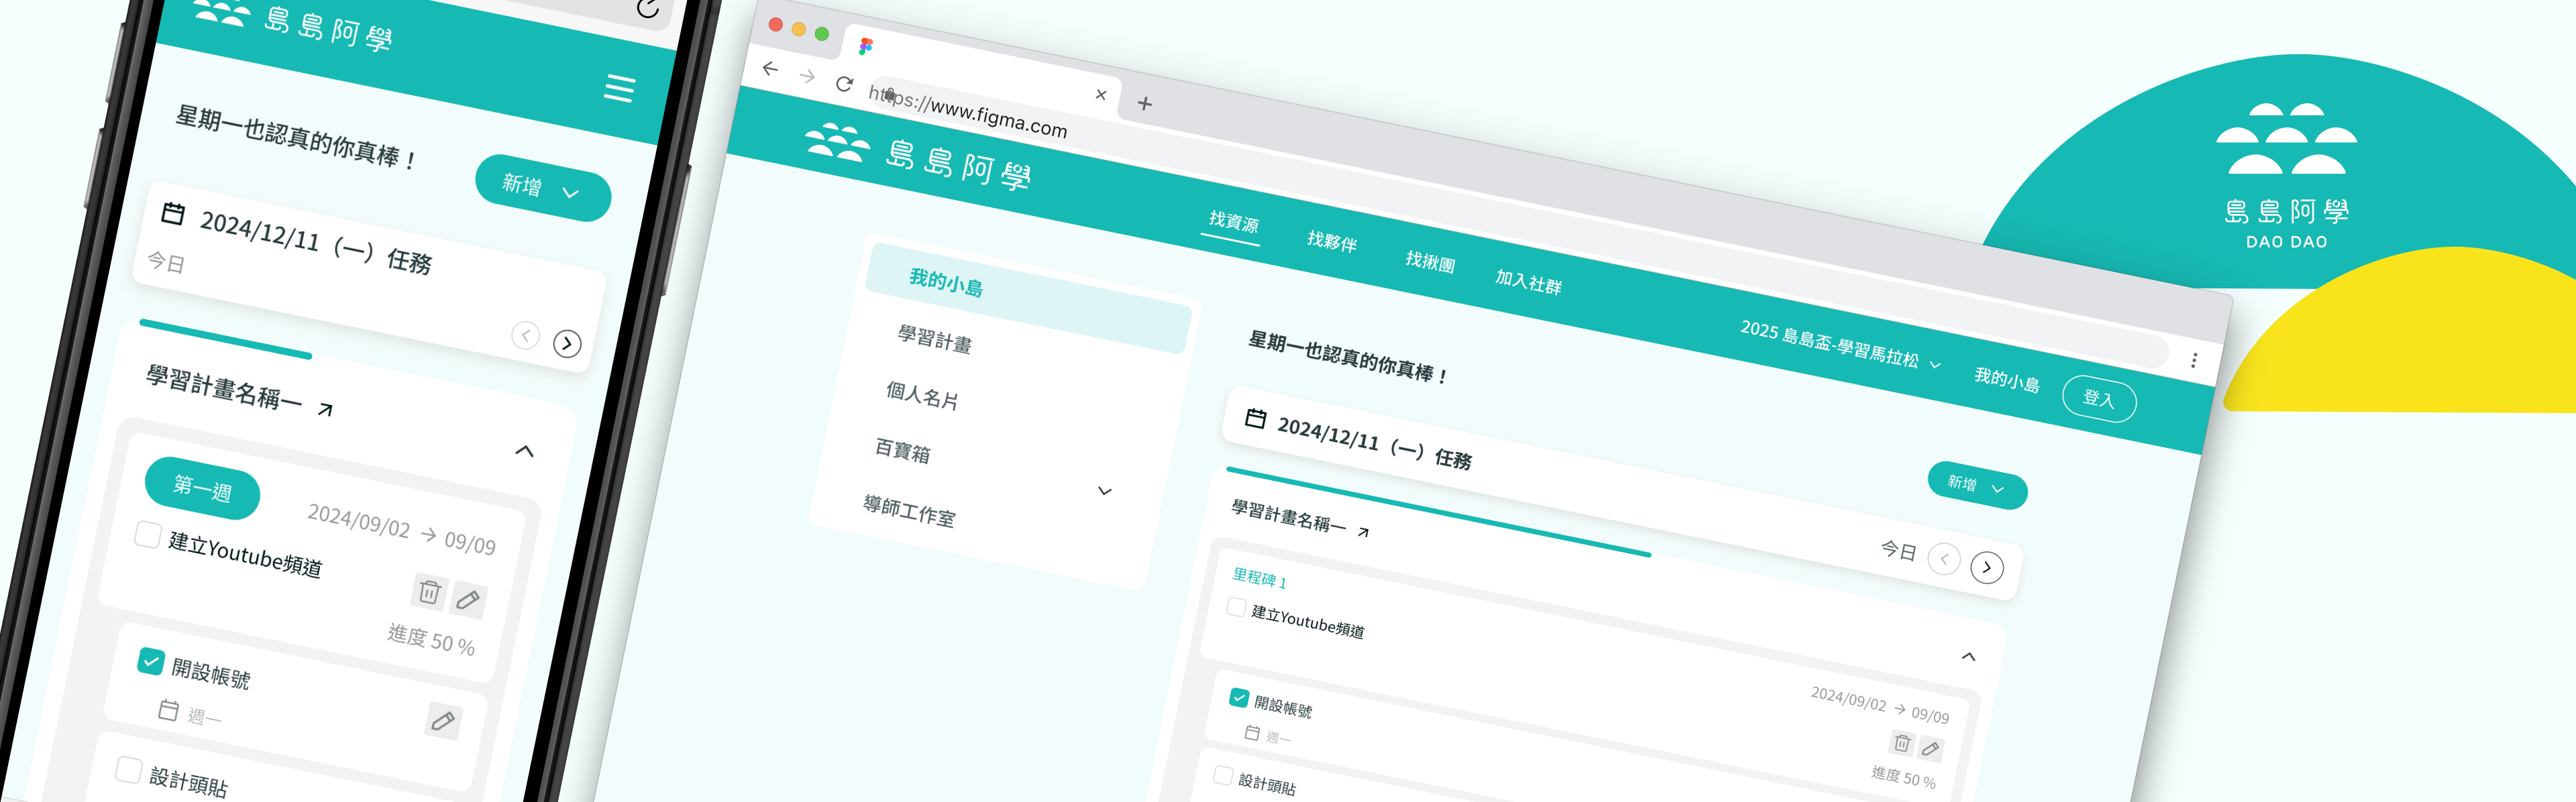 島島阿學
星期一也認真的你真棒！
新增
2024/12/11（一）任務
今日
學習計畫名稱一
第一週
2024/09/02 → 09/09
建立Youtube頻道
進度 50 %
開設帳號
週一
設計頭貼
https://www.figma.com
島島阿學
找資源
找夥伴
找揪團
加入社群
2025 島島盃-學習馬拉松
我的小島
登入
我的小島
學習計畫
個人名片
百寶箱
導師工作室
星期一也認真的你真棒！
新增
2024/12/11（一）任務
今日
學習計畫名稱一
里程碑 1
2024/09/02 → 09/09
建立Youtube頻道
進度 50 %
開設帳號
週一
設計頭貼
島島阿學
DAO DAO